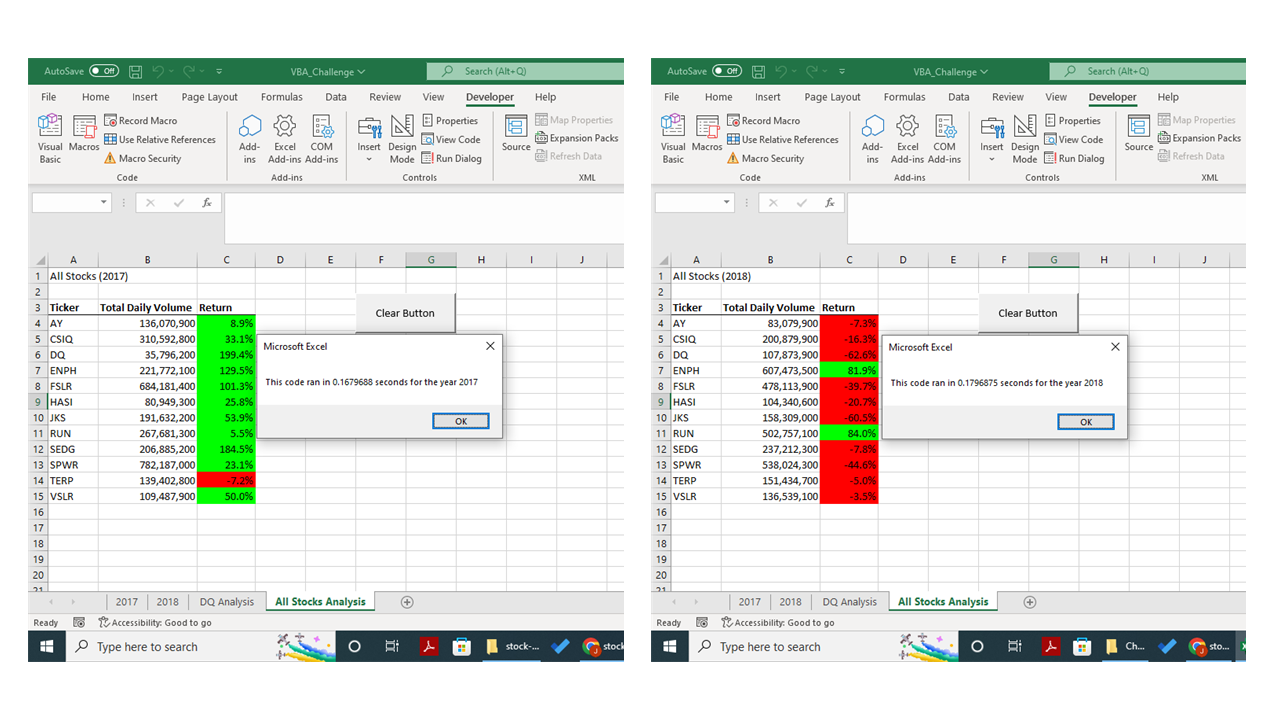 AutoSave Off VBA_Challenge Search (Alt+Q)
File Home Insert Page Layout Formulas Data Review View Developer Help
Visual Basic
Macros
Record Macro
Use Relative References
Macro Security
Code
Add-ins
Excel Add-ins
COM Add-ins
Add-ins
Insert
Design Mode
Properties
View Code
Run Dialog
Controls
Source
Map Properties
Expansion Packs
Refresh Data
XML
fx
A B C D E F G H I J
1 All Stocks (2017)
2
3 Ticker Total Daily Volume Return
Clear Button
4 AY 136,070,900 8.9%
5 CSIQ 310,592,800 33.1%
6 DQ 35,796,200 199.4%
7 ENPH 221,772,100 129.5%
8 FSLR 684,181,400 101.3%
9 HASI 80,949,300 25.8%
10 JKS 191,632,200 53.9%
11 RUN 267,681,300 5.5%
12 SEDG 206,885,200 184.5%
13 SPWR 782,187,000 23.1%
14 TERP 139,402,800 -7.2%
15 VSLR 109,487,900 50.0%
16
17
18
19
20
21
Microsoft Excel
This code ran in 0.1679688 seconds for the year 2017
OK
2017 2018 DQ Analysis All Stocks Analysis
Ready Accessibility: Good to go
Type here to search stock-... stock
AutoSave Off VBA_Challenge Search (Alt+Q)
File Home Insert Page Layout Formulas Data Review View Developer Help
Visual Basic
Macros
Record Macro
Use Relative References
Macro Security
Code
Add-ins
Excel Add-ins
COM Add-ins
Add-ins
Insert
Design Mode
Properties
View Code
Run Dialog
Controls
Source
Map Properties
Expansion Packs
Refresh Data
XML
fx
A B C D E F G H I J
1 All Stocks (2018)
2
3 Ticker Total Daily Volume Return
Clear Button
4 AY 83,079,900 -7.3%
5 CSIQ 200,879,900 -16.3%
6 DQ 107,873,900 -62.6%
7 ENPH 607,473,500 81.9%
8 FSLR 478,113,900 -39.7%
9 HASI 104,340,600 -20.7%
10 JKS 158,309,000 -60.5%
11 RUN 502,757,100 84.0%
12 SEDG 237,212,300 -7.8%
13 SPWR 538,024,300 -44.6%
14 TERP 151,434,700 -5.0%
15 VSLR 136,539,100 -3.5%
16
17
18
19
20
21
Microsoft Excel
This code ran in 0.1796875 seconds for the year 2018
OK
2017 2018 DQ Analysis All Stocks Analysis
Ready Accessibility: Good to go
Type here to search Ch... sto...